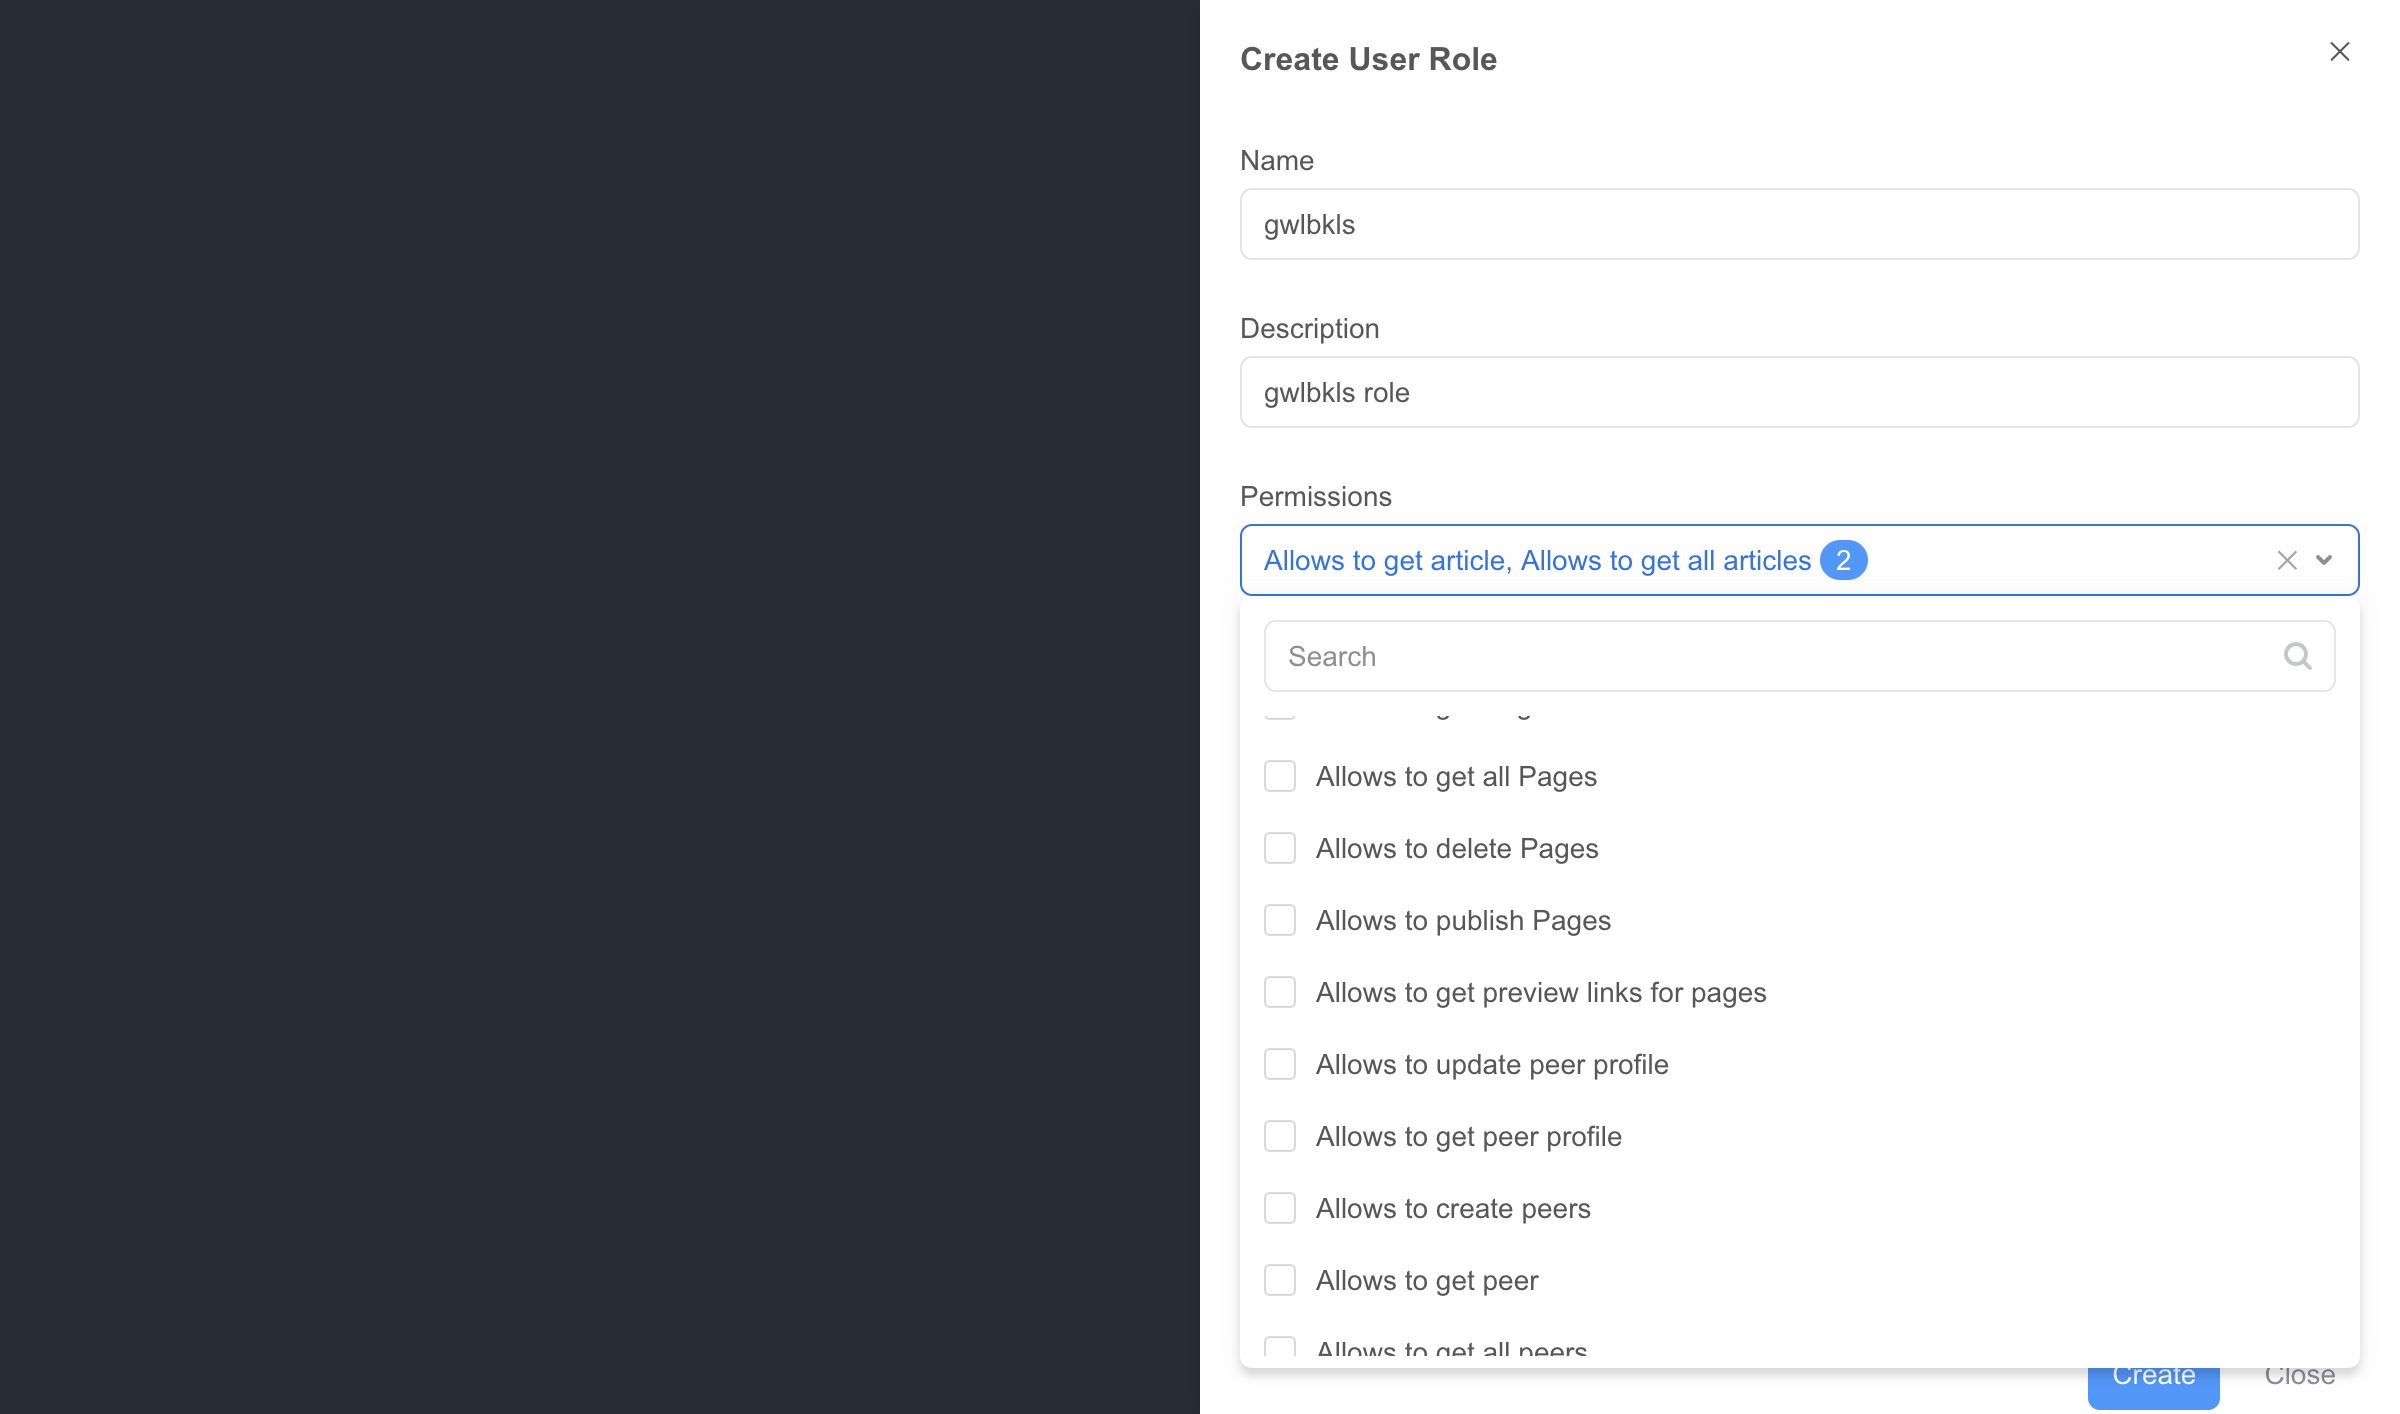 Create User Role
Name
gwlbkls
Description
gwlbkls role
Permissions
Allows to get article, Allows to get all articles 2
Search
Allows to get all Pages
Allows to delete Pages
Allows to publish Pages
Allows to get preview links for pages
Allows to update peer profile
Allows to get peer profile
Allows to create peers
Allows to get peer
Allows to get all peers
Create Close